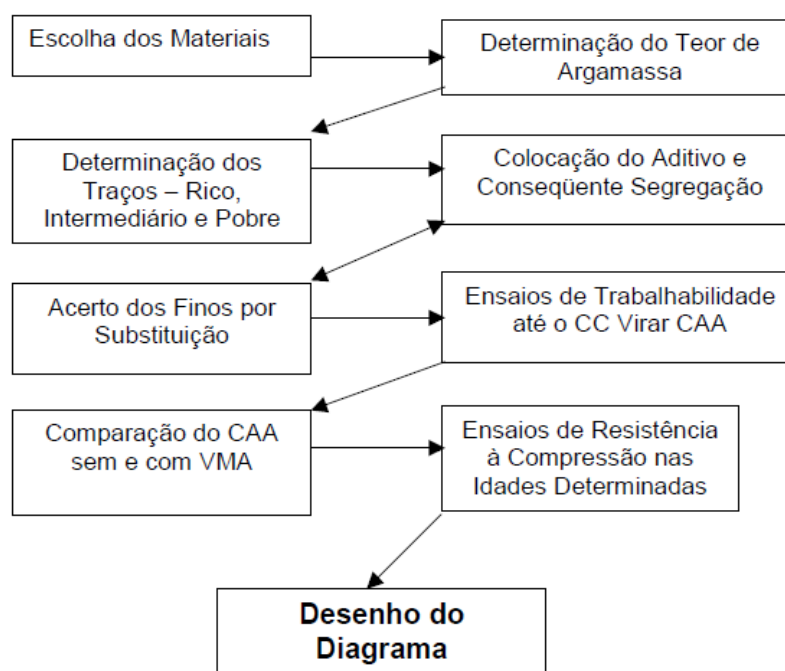 Escolha dos Materiais
Determinação do Teor de
Argamassa
Determinação dos
Traços – Rico,
Intermediário e Pobre
Colocação do Aditivo e
Conseqüente Segregação
Acerto dos Finos por
Substituição
Ensaios de Trabalhabilidade
até o CC Virar CAA
Comparação do CAA
sem e com VMA
Ensaios de Resistência
à Compressão nas
Idades Determinadas
Desenho do
Diagrama